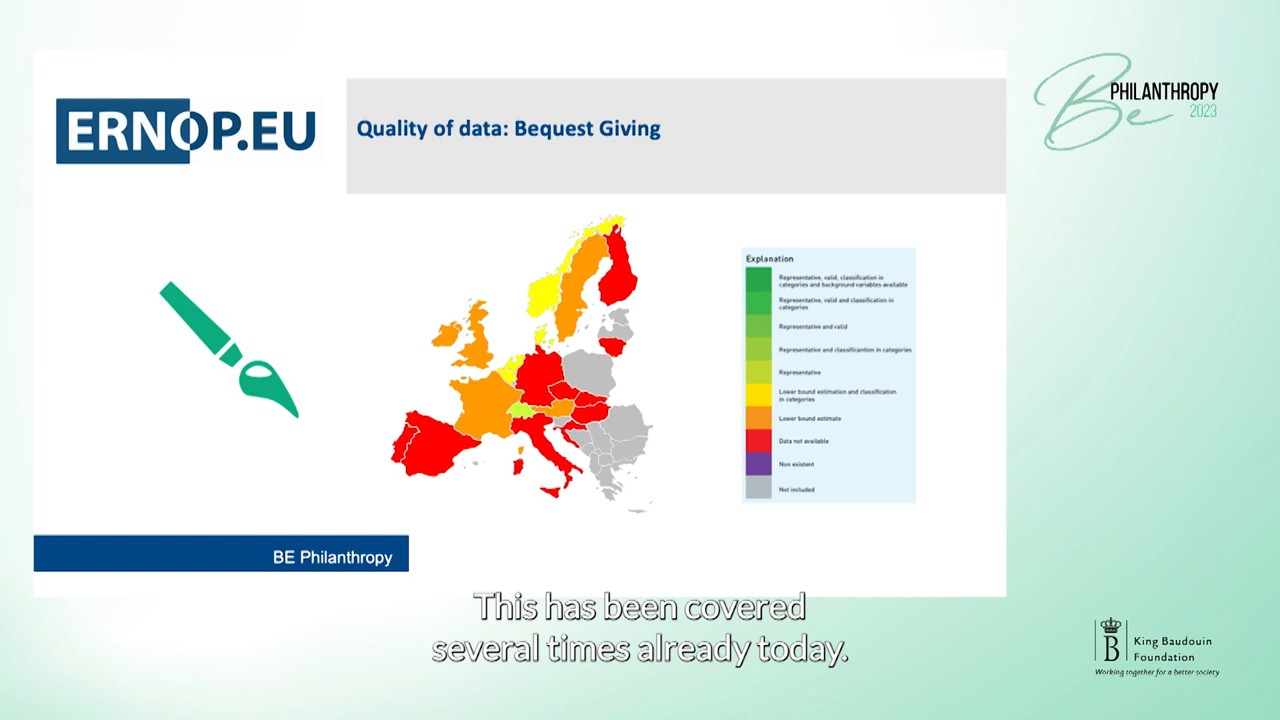 ERNOP.EU
Quality of data: Bequest Giving
Be
PHILANTHROPY
2023
Explanation
Representative, valid, classification in
categories and background variables available
Representative, valid and classification in
categories
Representative and valid
Representative and classificantion in categories
Representative
Lower bound estimation and classification
in categories
Lower bound estimate
Data not available
Non existent
Not included
BE Philanthropy
This has been covered
several times already today.
B
King Baudouin
Foundation
Working together for a better society